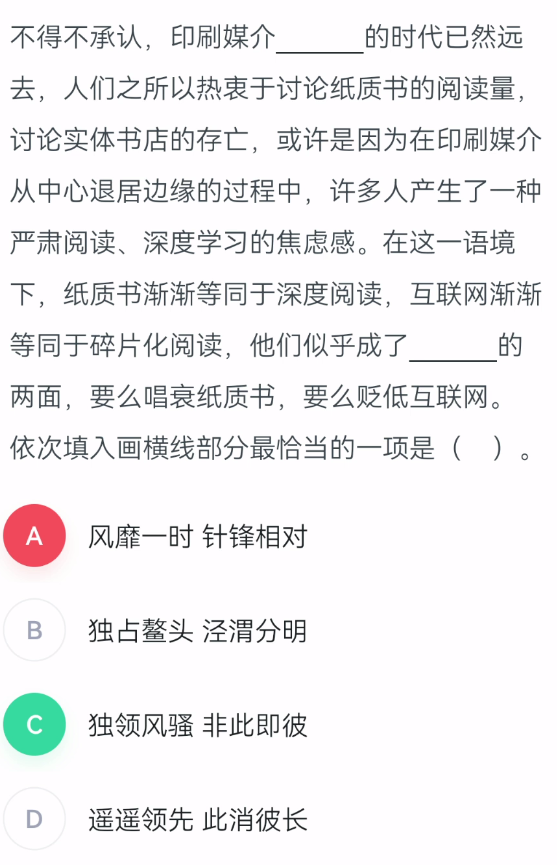 不得不承认，印刷媒介______的时代已然远
去，人们之所以热衷于讨论纸质书的阅读量，
讨论实体书店的存亡，或许是因为在印刷媒介
从中心退居边缘的过程中，许多人产生了一种
严肃阅读、深度学习的焦虑感。在这一语境
下，纸质书渐渐等同于深度阅读，互联网渐渐
等同于碎片化阅读，他们似乎成了______的
两面，要么唱衰纸质书，要么贬低互联网。
依次填入画横线部分最恰当的一项是（ ）。
A 风靡一时 针锋相对
B 独占鳌头 泾渭分明
C 独领风骚 非此即彼
D 遥遥领先 此消彼长